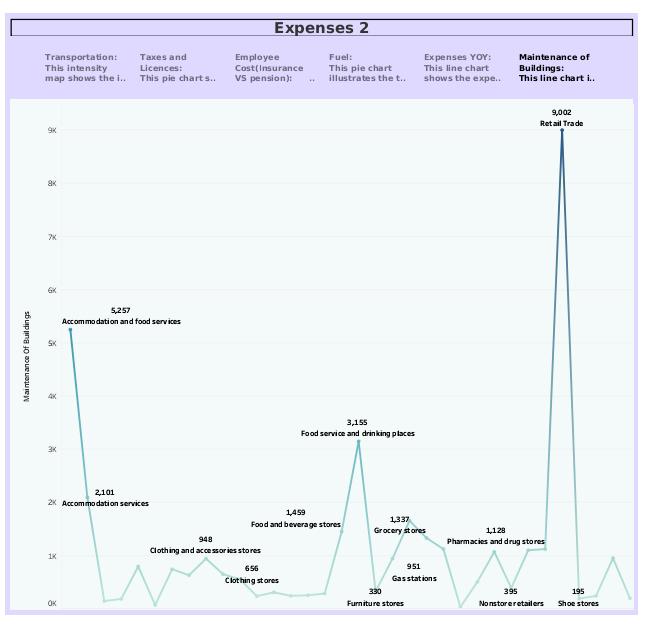 Expenses 2
Transportation:
This intensity
map shows the i..
Taxes and
Licences:
This pie chart s..
Employee
Cost(Insurance
VS pension): ..
Fuel:
This pie chart
illustrates the t..
Expenses YOY:
This line chart
shows the expe..
Maintenance of
Buildings:
This line chart i..
9,002
Retail Trade
9K
8K
7K
6K
5,257
Accommodation and food services
Maintenance Of Buildings
5K
4K
3,155
Food service and drinking places
3K
2,101
Accommodation services
2K
1,459
Food and beverage stores
1,337
Grocery stores
1,128
Pharmacies and drug stores
948
Clothing and accessories stores
1K
656
Clothing stores
951
Gas stations
330
Furniture stores
395
Nonstore retailers
195
Shoe stores
0K